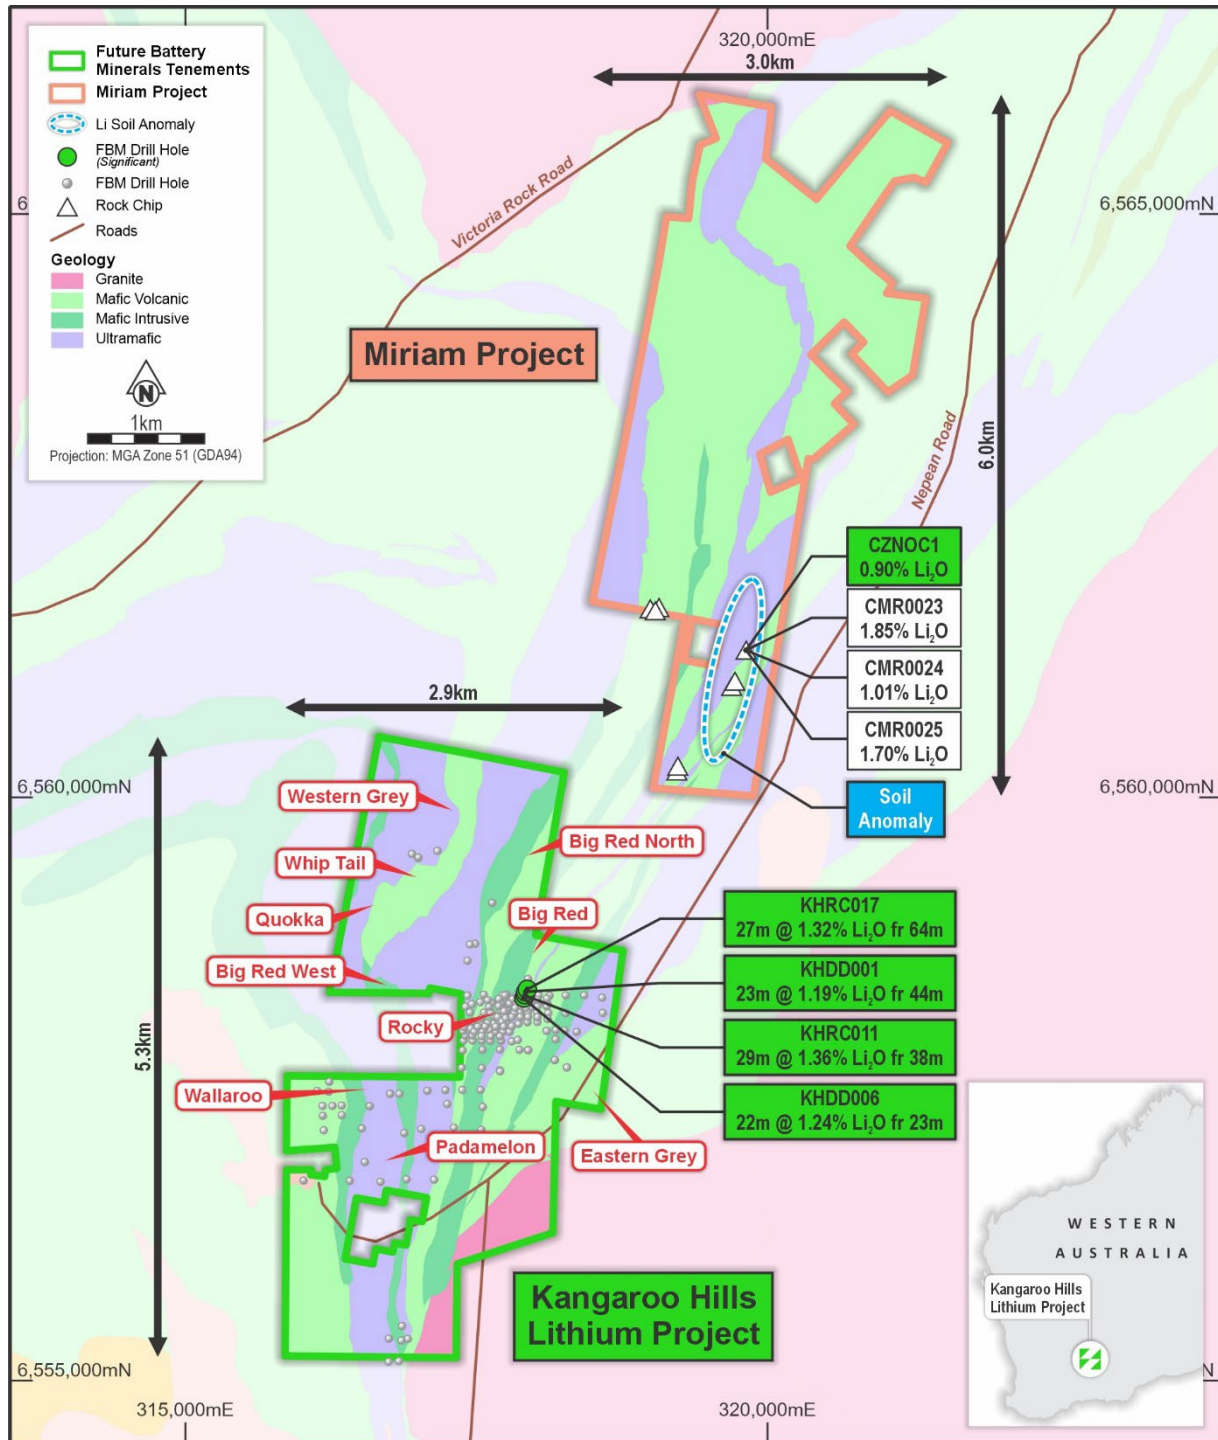 Future Battery
Minerals Tenements
Miriam Project
Li Soil Anomaly
FBM Drill Hole
(Significant)
FBM Drill Hole
Rock Chip
Roads
Geology
Granite
Mafic Volcanic
Mafic Intrusive
Ultramafic
N
1km
Projection: MGA Zone 51 (GDA94)
320,000mE
3.0km
Victoria Rock Road
6
6,565,000mN
Miriam Project
6.0km
Nepean Road
CZNOC1
0.90% Li₂O
CMR0023
1.85% Li₂O
CMR0024
1.01% Li₂O
CMR0025
1.70% Li₂O
Soil
Anomaly
2.9km
6,560,000mN
6,560,000mN
Western Grey
Big Red North
Whip Tail
Quokka
Big Red
Big Red West
Rocky
5.3km
Wallaroo
Padamelon
Eastern Grey
KHRC017
27m @ 1.32% Li₂O fr 64m
KHDD001
23m @ 1.19% Li₂O fr 44m
KHRC011
29m @ 1.36% Li₂O fr 38m
KHDD006
22m @ 1.24% Li₂O fr 23m
Kangaroo Hills
Lithium Project
WESTERN
AUSTRALIA
Kangaroo Hills
Lithium Project
6,555,000mN
N
315,000mE
320,000mE